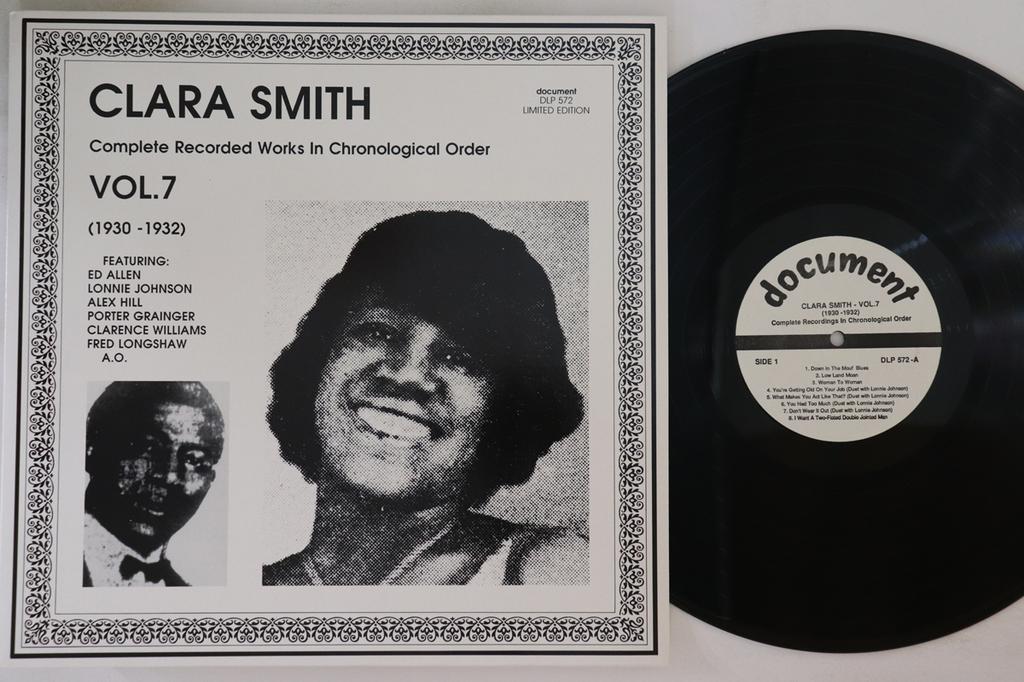 CLARA SMITH
document
DLP 572
LIMITED EDITION
Complete Recorded Works In Chronological Order
VOL.7
(1930 -1932)
FEATURING:
ED ALLEN
LONNIE JOHNSON
ALEX HILL
PORTER GRAINGER
CLARENCE WILLIAMS
FRED LONGSHAW
A.O.
document
CLARA SMITH - VOL.7
(1930 -1932)
Complete Recordings In Chronological Order
SIDE 1
DLP 572-A
1. Down In The Mouf' Blues
2. Low Land Moan
3. Woman To Woman
4. You're Getting Old On Your Job (Duet with Lonnie Johnson)
5. What Makes You Act Like That? (Duet with Lonnie Johnson)
6. You Had Too Much (Duet with Lonnie Johnson)
7. Don't Wear It Out (Duet with Lonnie Johnson)
8. I Want A Two-Fisted Double Jointed Man